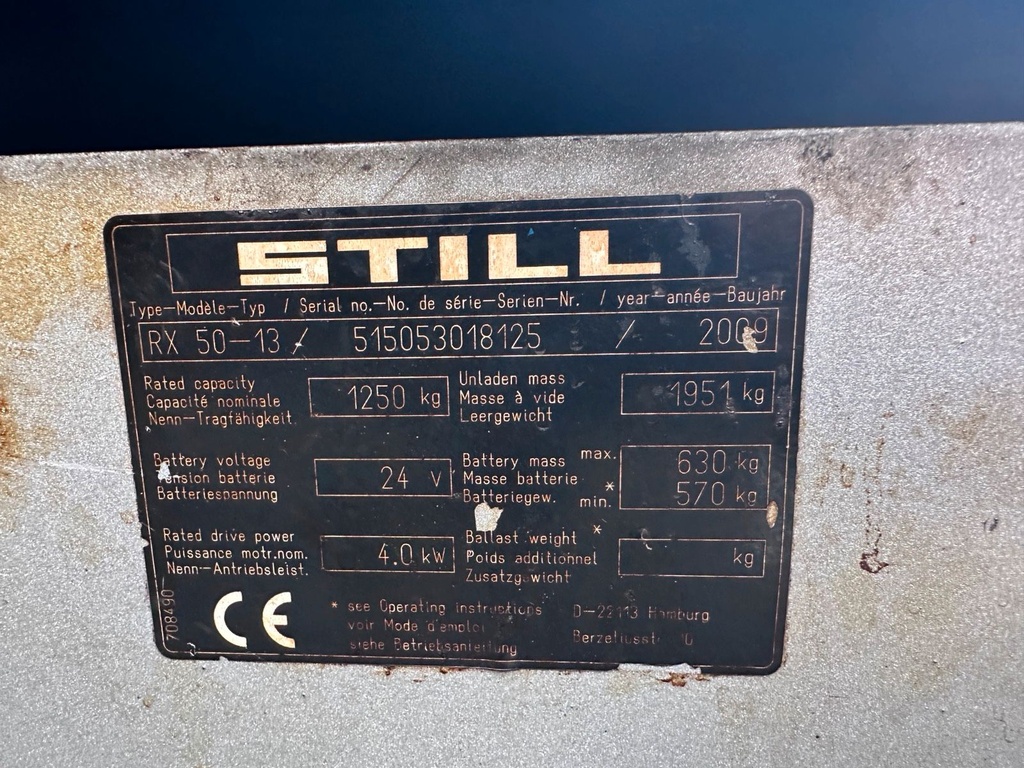 STILL
Type-Modèle-Typ / Serial no.-No. de série-Serien-Nr. / year-année-Baujahr
RX 50-13 / 515053018125 / 2009
Rated capacity
Capacité nominale
Nenn-Tragfähigkeit
1250 kg
Unladen mass
Masse à vide
Leergewicht
1951 kg
Battery voltage
Tension batterie
Batteriespannung
24 V
Battery mass max.
Masse batterie
Batteriegew. * min.
630 kg
570 kg
Rated drive power
Puissance motr.nom.
Nenn-Antriebsleist.
4.0 kW
Ballast weight *
Poids additionnel
Zusatzgewicht
kg
708490
CE
* see Operating instructions
voir Mode d'emploi
siehe Betriebsanleitung
D-22113 Hamburg